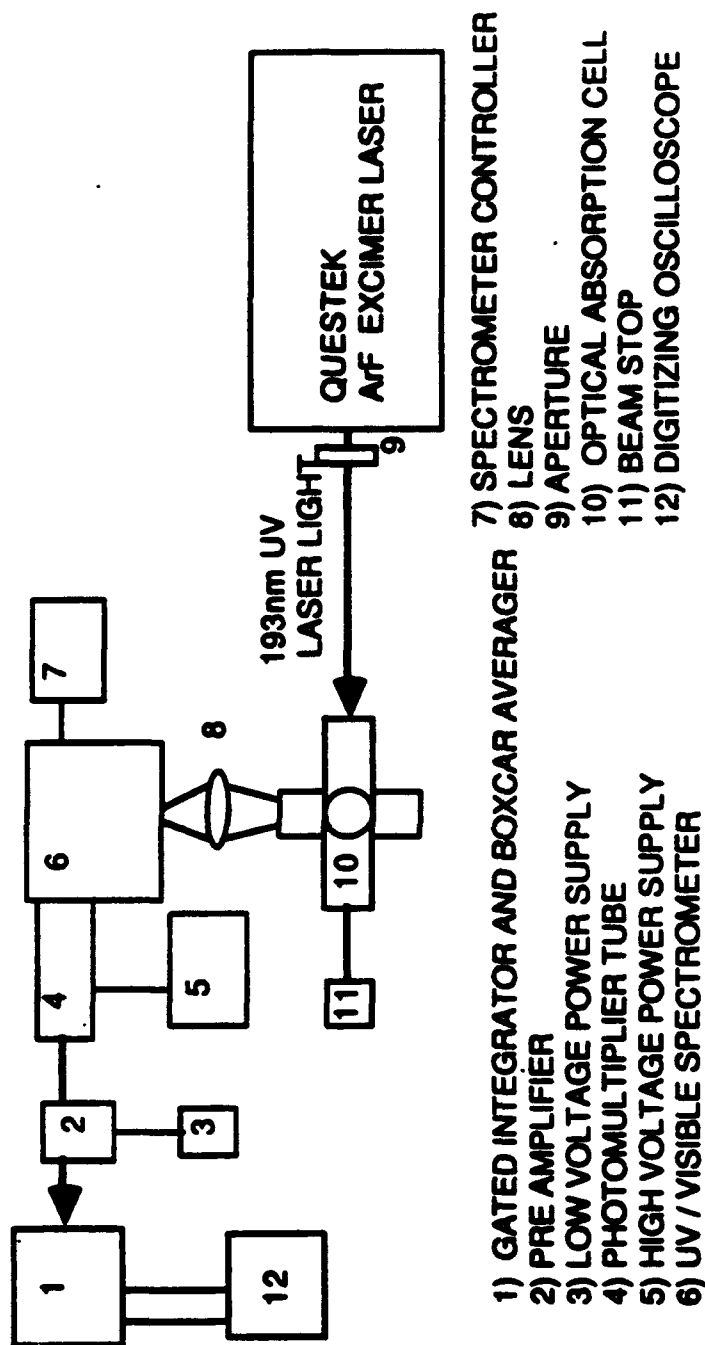 1
2
3
4
5
6
7
8
9
10
11
12
193nm UV
LASER LIGHT
QUESTEK
ArF EXCIMER LASER
1) GATED INTEGRATOR AND BOXCAR AVERAGER
2) PRE AMPLIFIER
3) LOW VOLTAGE POWER SUPPLY
4) PHOTOMULTIPLIER TUBE
5) HIGH VOLTAGE POWER SUPPLY
6) UV / VISIBLE SPECTROMETER
7) SPECTROMETER CONTROLLER
8) LENS
9) APERTURE
10) OPTICAL ABSORPTION CELL
11) BEAM STOP
12) DIGITIZING OSCILLOSCOPE